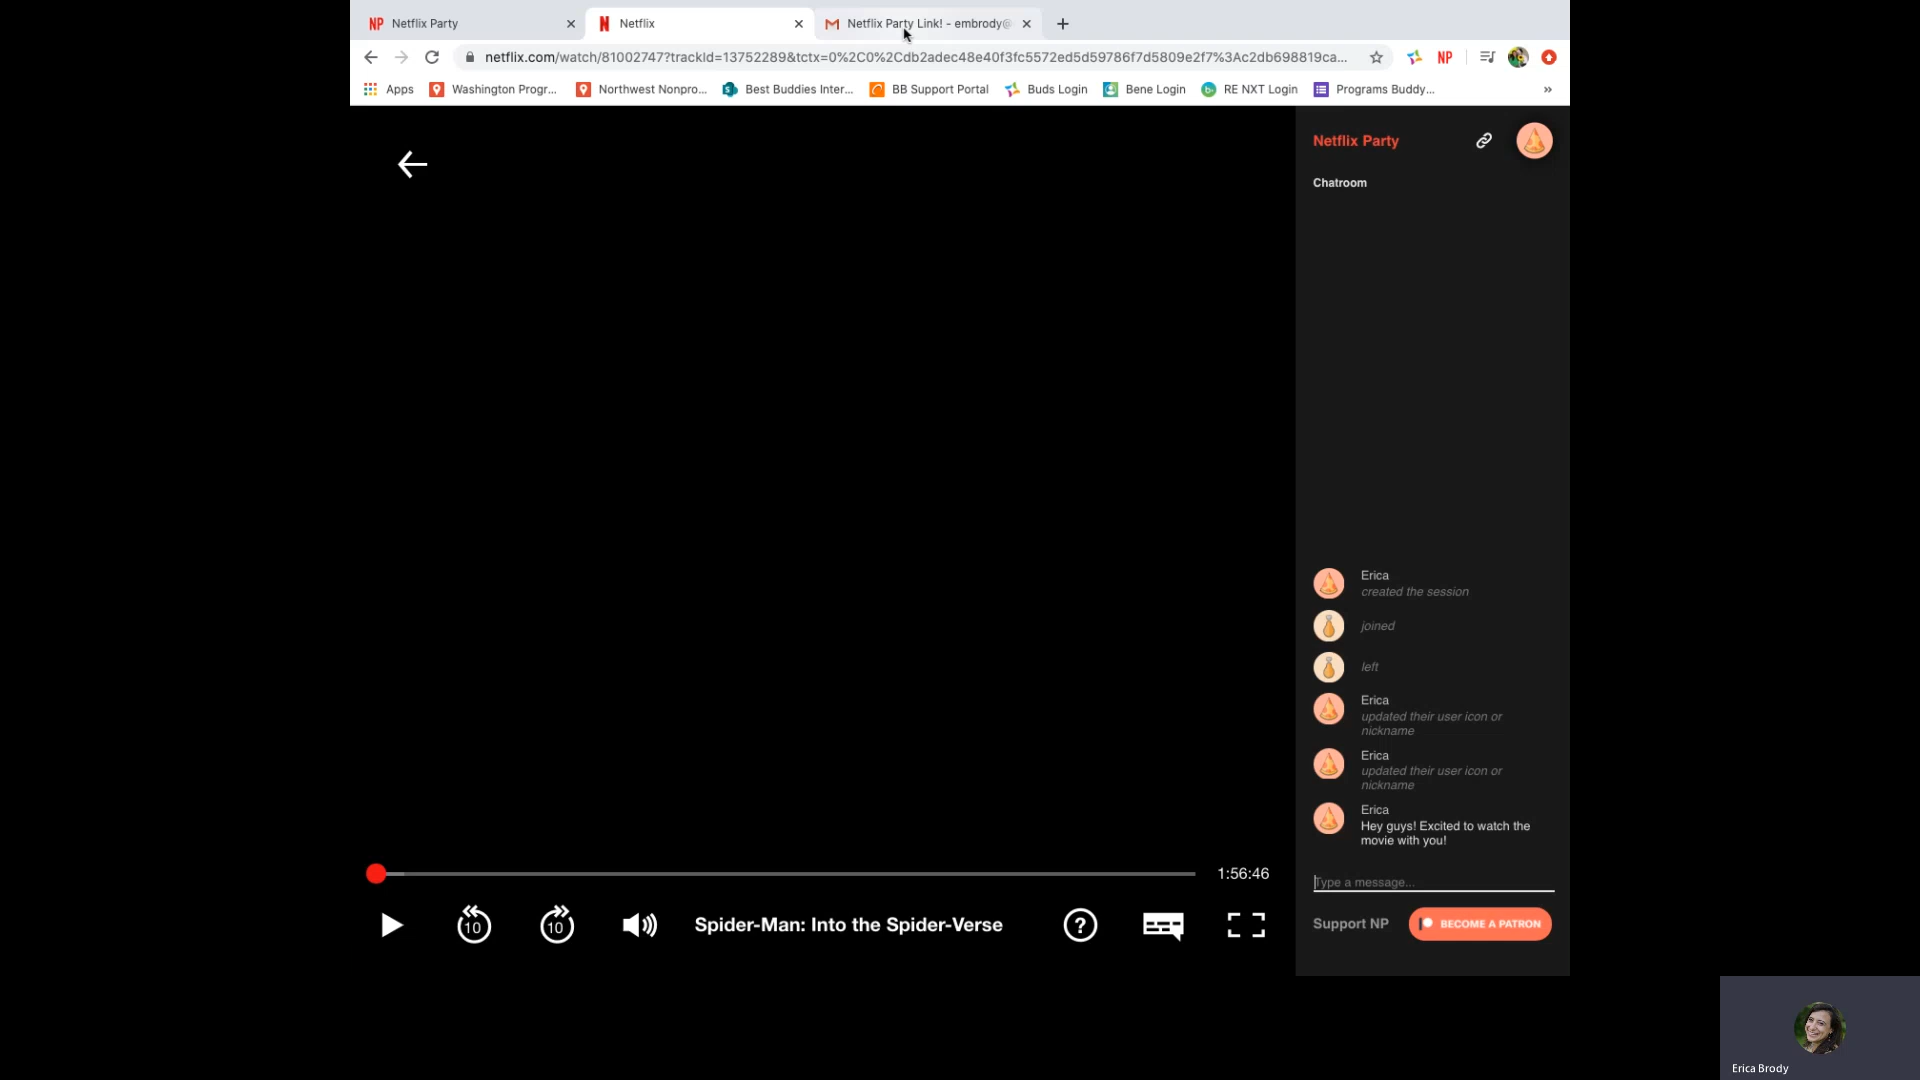 NP Netflix Party
Netflix
Netflix Party Link! - embrody@
netflix.com/watch/81002747?trackId=13752289&tctx=0%2C0%2Cdb2adec48e40f3fc5572ed5d59786f7d5809e2f7%3Ac2db698819ca...
NP
Apps
Washington Progr...
Northwest Nonpro...
Best Buddies Inter...
BB Support Portal
Buds Login
Bene Login
RE NXT Login
Programs Buddy...
»
Netflix Party
Chatroom
Erica
created the session
joined
left
Erica
updated their user icon or
nickname
Erica
updated their user icon or
nickname
Erica
Hey guys! Excited to watch the
movie with you!
1:56:46
Type a message...
10
10
Spider-Man: Into the Spider-Verse
?
Support NP
BECOME A PATRON
Erica Brody